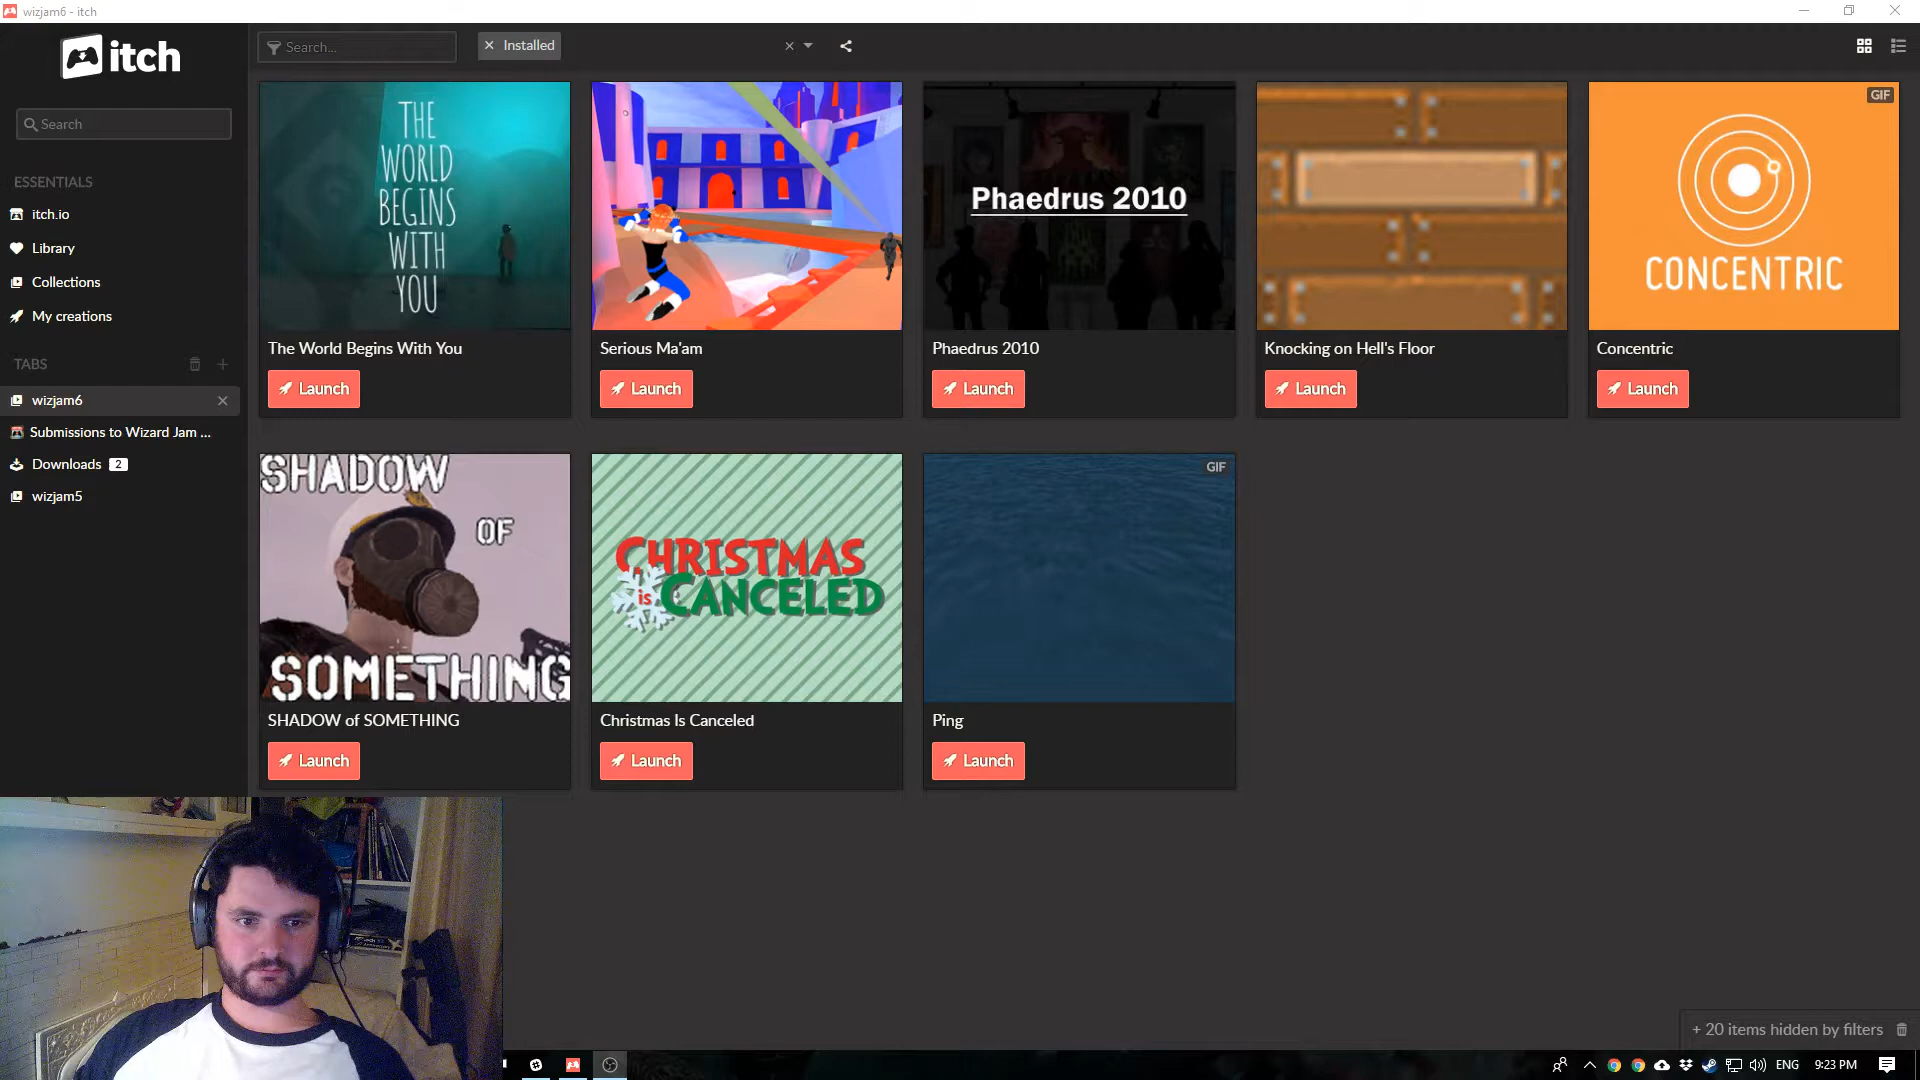 wizjam6 - itch
itch
Search...
Installed
Search
ESSENTIALS
itch.io
Library
Collections
My creations
TABS
wizjam6
Submissions to Wizard Jam ...
Downloads 2
wizjam5
THE
WORLD
BEGINS
WITH
YOU
The World Begins With You
Launch
Serious Ma'am
Launch
Phaedrus 2010
Phaedrus 2010
Launch
Knocking on Hell's Floor
Launch
GIF
CONCENTRIC
Concentric
Launch
SHADOW
OF
SOMETHING
SHADOW of SOMETHING
Launch
CHRISTMAS
is CANCELED
Christmas Is Canceled
Launch
GIF
Ping
Launch
+ 20 items hidden by filters
ENG
9:23 PM